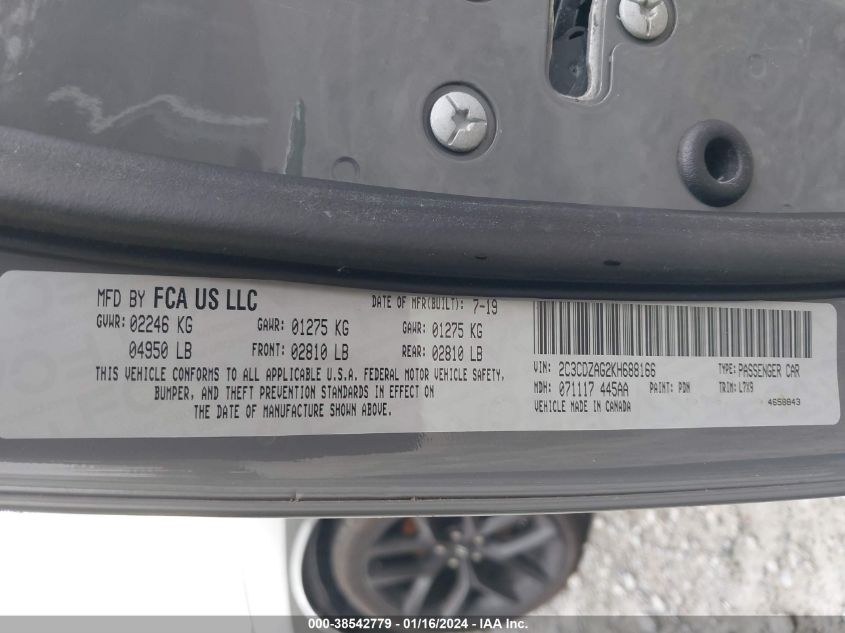 MFD BY FCA US LLC
DATE OF MFR(BUILT): 7-19
GVWR: 02246 KG GAWR: 01275 KG GAWR: 01275 KG
04950 LB FRONT: 02810 LB REAR: 02810 LB
THIS VEHICLE CONFORMS TO ALL APPLICABLE U.S.A. FEDERAL MOTOR VEHICLE SAFETY,
BUMPER, AND THEFT PREVENTION STANDARDS IN EFFECT ON
THE DATE OF MANUFACTURE SHOWN ABOVE.
VIN: 2C3CDZAG2KH688166 TYPE: PASSENGER CAR
MDH: 071117 445AA PAINT: PDN TRIM: L7X9
VEHICLE MADE IN CANADA 4658843
000-38542779 - 01/16/2024 - IAA Inc.